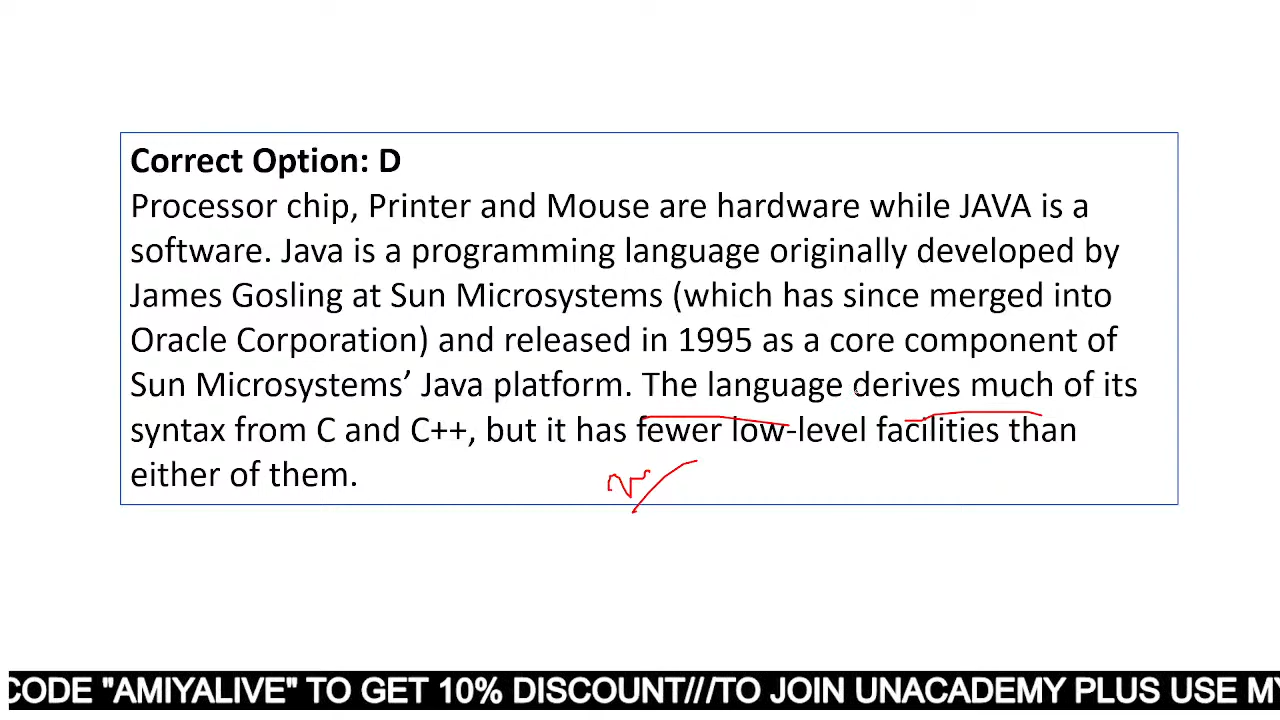 Correct Option: D
Processor chip, Printer and Mouse are hardware while JAVA is a
software. Java is a programming language originally developed by
James Gosling at Sun Microsystems (which has since merged into
Oracle Corporation) and released in 1995 as a core component of
Sun Microsystems’ Java platform. The language derives much of its
syntax from C and C++, but it has fewer low-level facilities than
either of them.
CODE "AMIYALIVE" TO GET 10% DISCOUNT///TO JOIN UNACADEMY PLUS USE MY